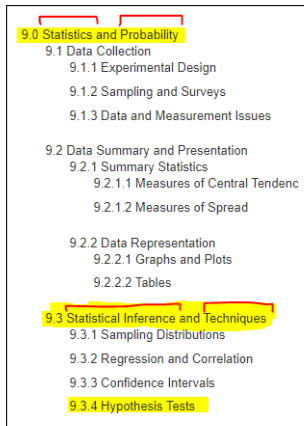 9.0 Statistics and Probability
9.1 Data Collection
9.1.1 Experimental Design
9.1.2 Sampling and Surveys
9.1.3 Data and Measurement Issues
9.2 Data Summary and Presentation
9.2.1 Summary Statistics
9.2.1.1 Measures of Central Tendenc
9.2.1.2 Measures of Spread
9.2.2 Data Representation
9.2.2.1 Graphs and Plots
9.2.2.2 Tables
9.3 Statistical Inference and Techniques
9.3.1 Sampling Distributions
9.3.2 Regression and Correlation
9.3.3 Confidence Intervals
9.3.4 Hypothesis Tests